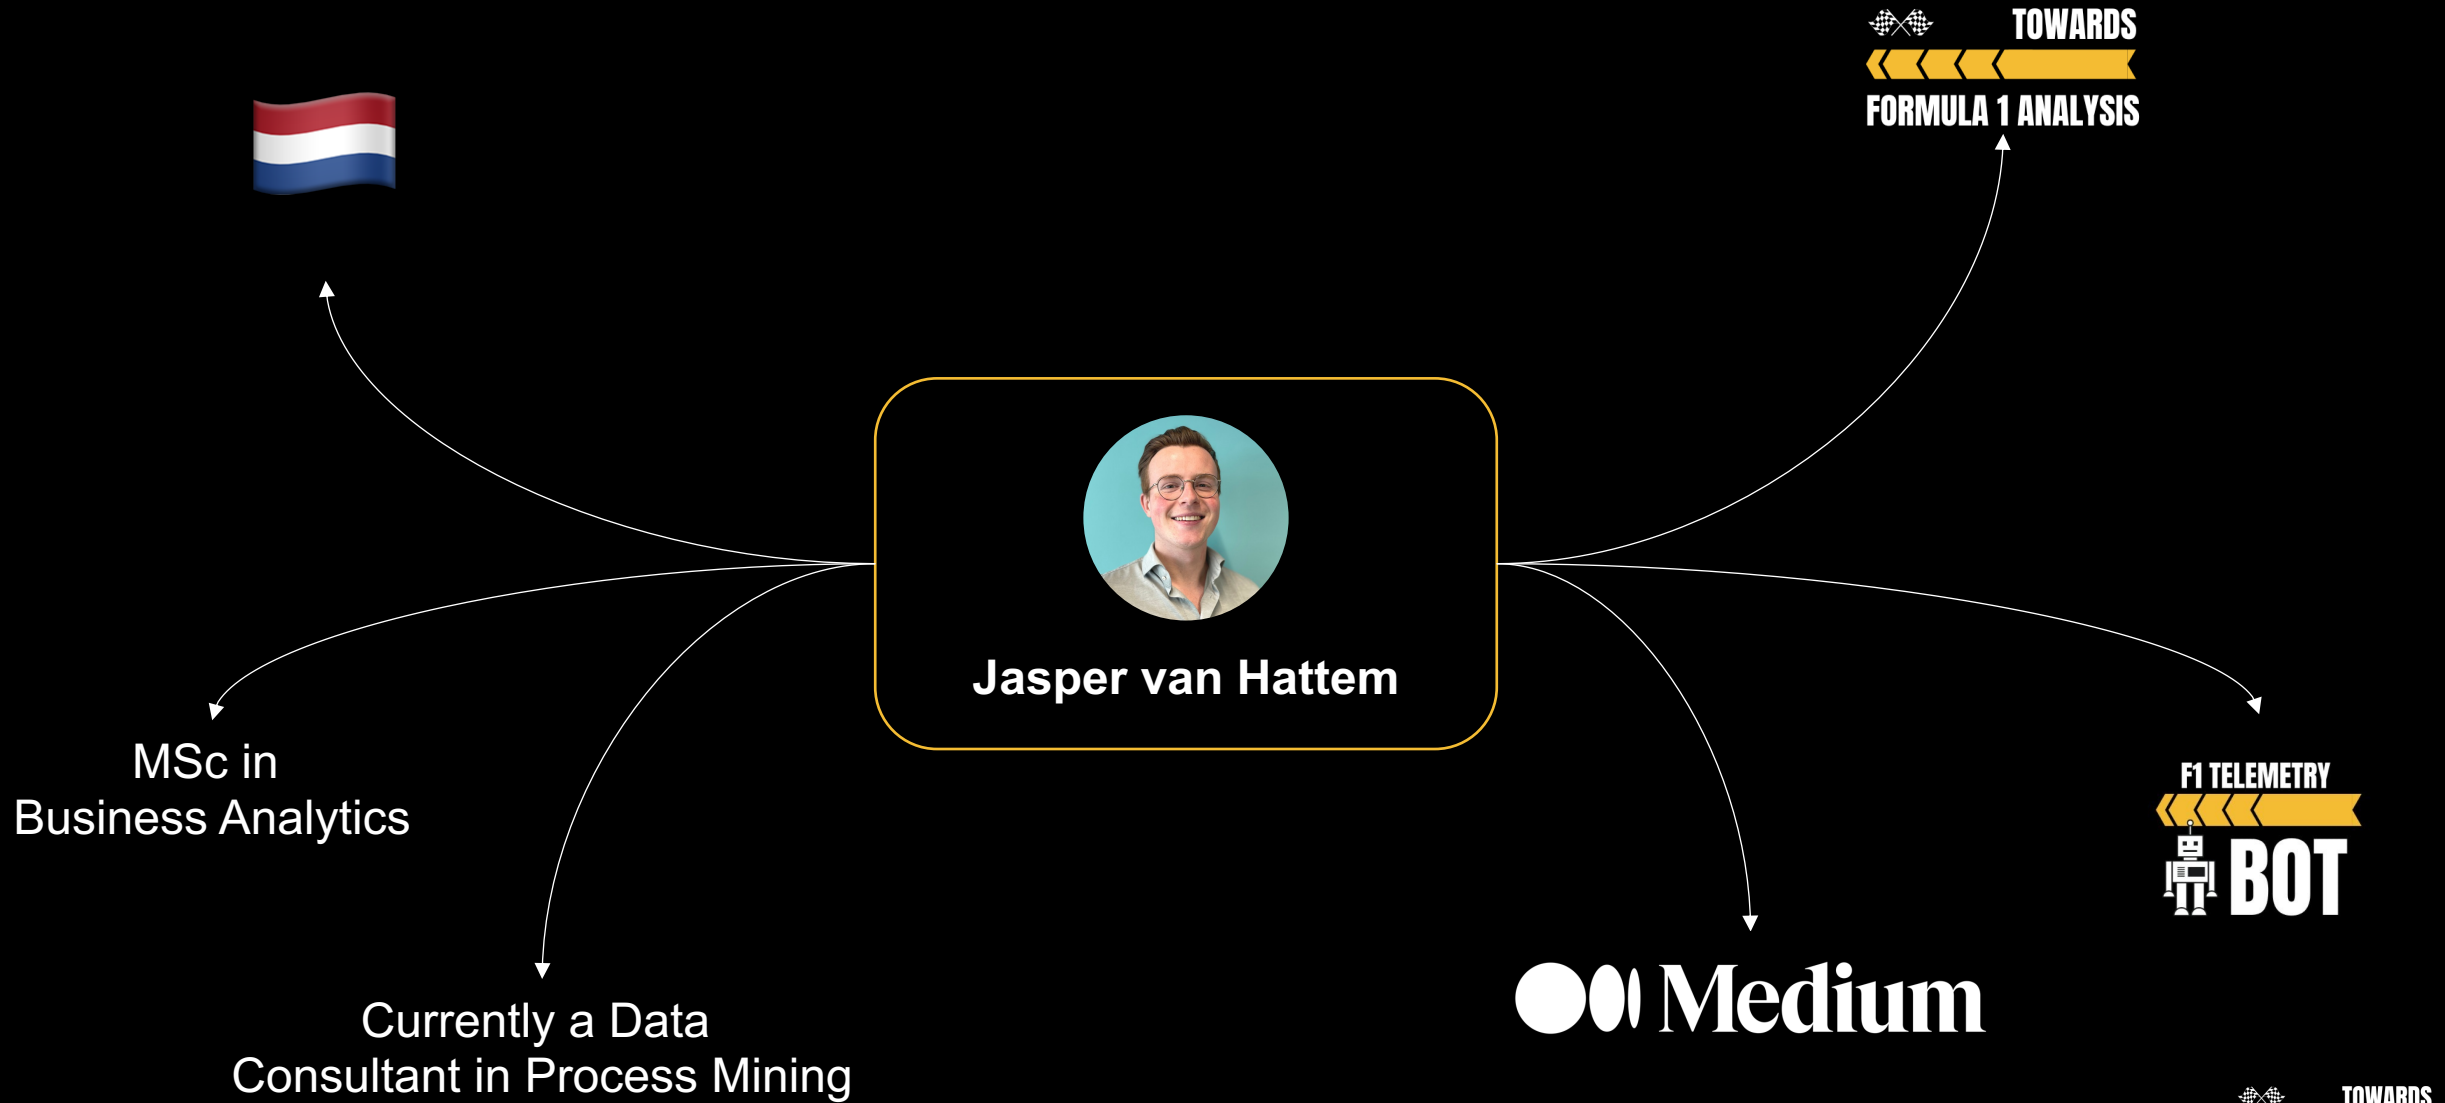 TOWARDS
FORMULA 1 ANALYSIS
Jasper van Hattem
MSc in
Business Analytics
F1 TELEMETRY
BOT
Currently a Data
Consultant in Process Mining
Medium
TOWARDS